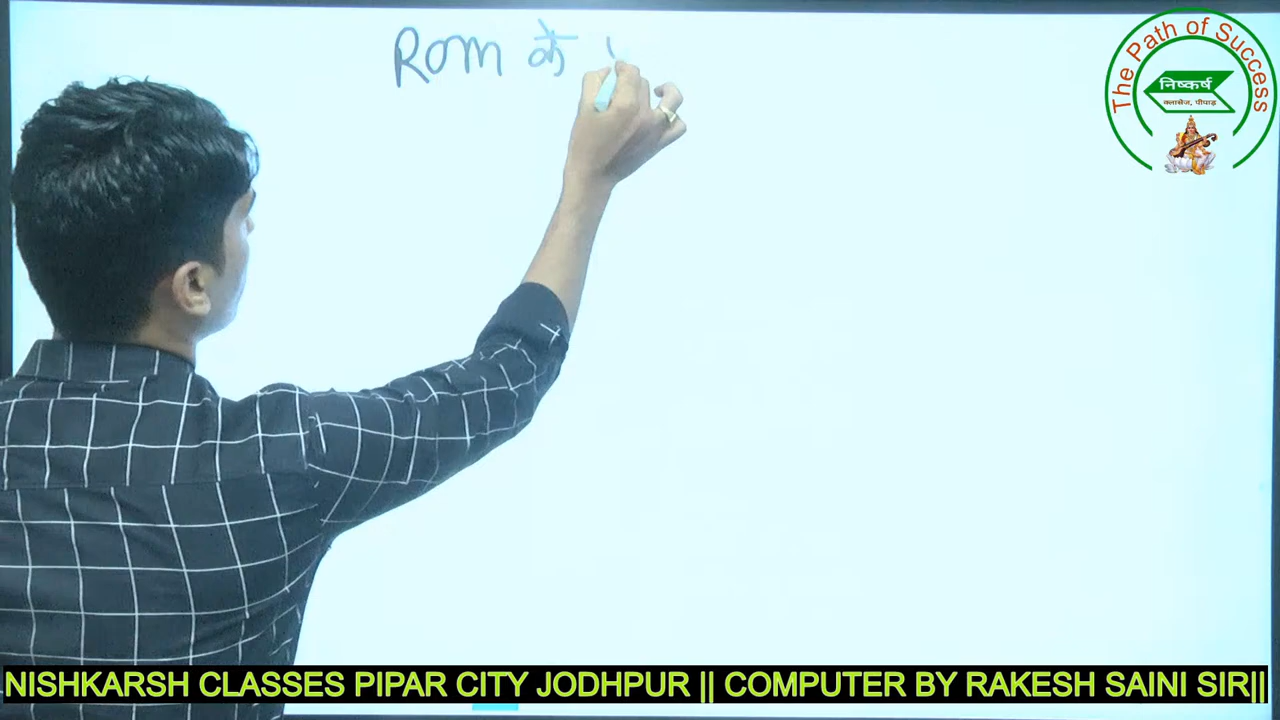 Rom के
The Path of Success
निष्कर्ष
क्लासेज, पीपाड़
NISHKARSH CLASSES PIPAR CITY JODHPUR || COMPUTER BY RAKESH SAINI SIR||